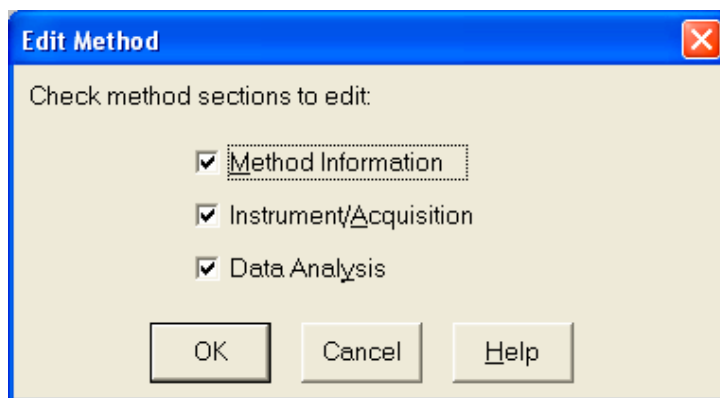 Edit Method
Check method sections to edit:
Method Information
Instrument/Acquisition
Data Analysis
OK Cancel Help